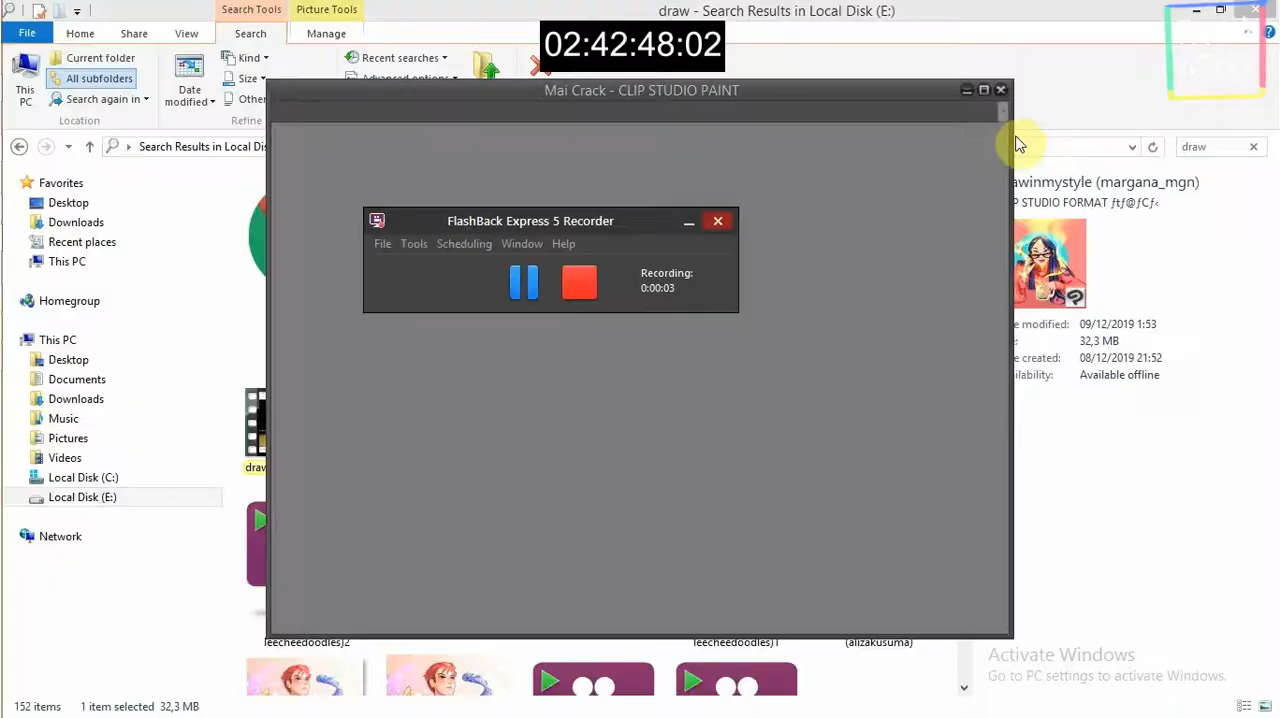 Search Tools
Picture Tools
draw - Search Results in Local Disk (E:)
File
Home
Share
View
Search
Manage
02:42:48:02
This PC
Current folder
All subfolders
Search again in
Location
Date modified
Kind
Size
Other
Refine
Recent searches
Advanced options
Mai Crack - CLIP STUDIO PAINT
Search Results in Local Di
draw
Favorites
Desktop
Downloads
Recent places
This PC
Homegroup
This PC
Desktop
Documents
Downloads
Music
Pictures
Videos
Local Disk (C:)
Local Disk (E:)
Network
FlashBack Express 5 Recorder
File
Tools
Scheduling
Window
Help
Recording:
0:00:03
awinmystyle (margana_mgn)
P STUDIO FORMAT ƒtƒ@ƒCƒ‹
e modified: 09/12/2019 1:53
32,3 MB
e created: 08/12/2019 21:52
ability: Available offline
draw
leecheedoodles)2
leecheedoodles)1
(alizakusuma)
Activate Windows
Go to PC settings to activate Windows.
152 items
1 item selected 32,3 MB